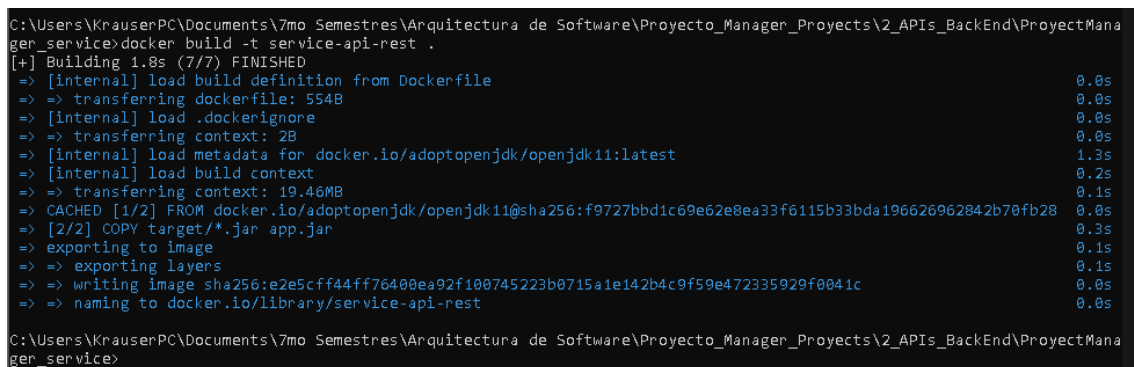 C:\Users\KrauserPC\Documents\7mo Semestres\Arquitectura de Software\Proyecto_Manager_Proyects\2_APIs_BackEnd\ProyectMana
ger_service>docker build -t service-api-rest .
[+] Building 1.8s (7/7) FINISHED
=> [internal] load build definition from Dockerfile 0.0s
=> => transferring dockerfile: 554B 0.0s
=> [internal] load .dockerignore 0.0s
=> => transferring context: 2B 0.0s
=> [internal] load metadata for docker.io/adoptopenjdk/openjdk11:latest 1.3s
=> [internal] load build context 0.2s
=> => transferring context: 19.46MB 0.1s
=> CACHED [1/2] FROM docker.io/adoptopenjdk/openjdk11@sha256:f9727bbd1c69e62e8ea33f6115b33bda196626962842b70fb28 0.0s
=> [2/2] COPY target/*.jar app.jar 0.3s
=> exporting to image 0.1s
=> => exporting layers 0.1s
=> => writing image sha256:e2e5cff44ff76400ea92f100745223b0715a1e142b4c9f59e472335929f0041c 0.0s
=> => naming to docker.io/library/service-api-rest 0.0s
C:\Users\KrauserPC\Documents\7mo Semestres\Arquitectura de Software\Proyecto_Manager_Proyects\2_APIs_BackEnd\ProyectMana
ger_service>